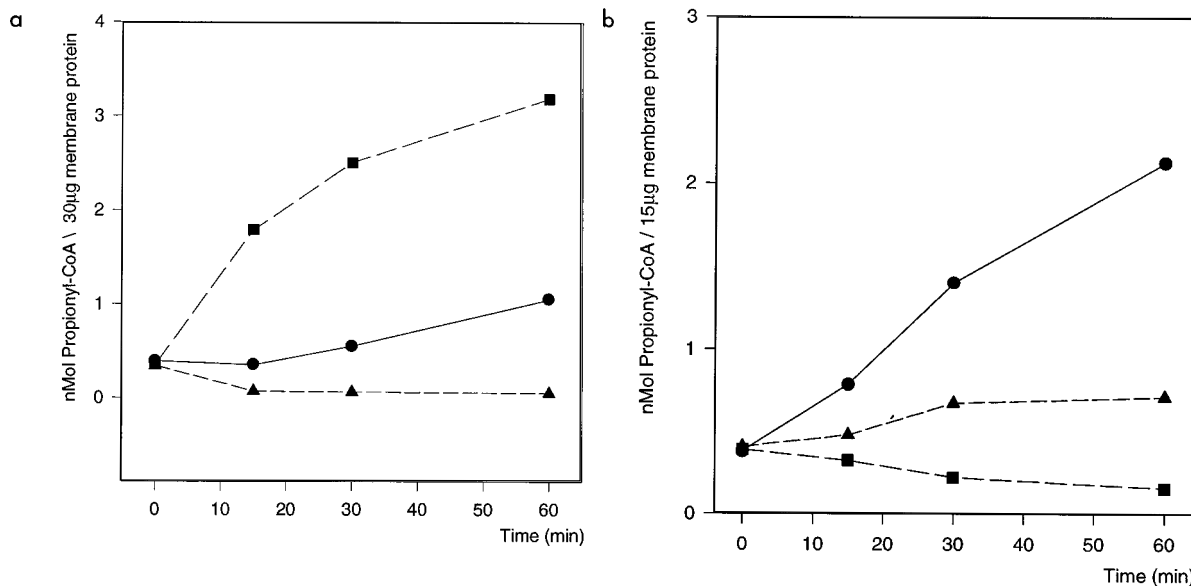 a
nMol Propionyl-CoA \ 30µg membrane protein
4
3
2
1
0
0 10 20 30 40 50 60
Time (min)
b
nMol Propionyl-CoA / 15µg membrane protein
3
2
1
0
0 10 20 30 40 50 60
Time (min)